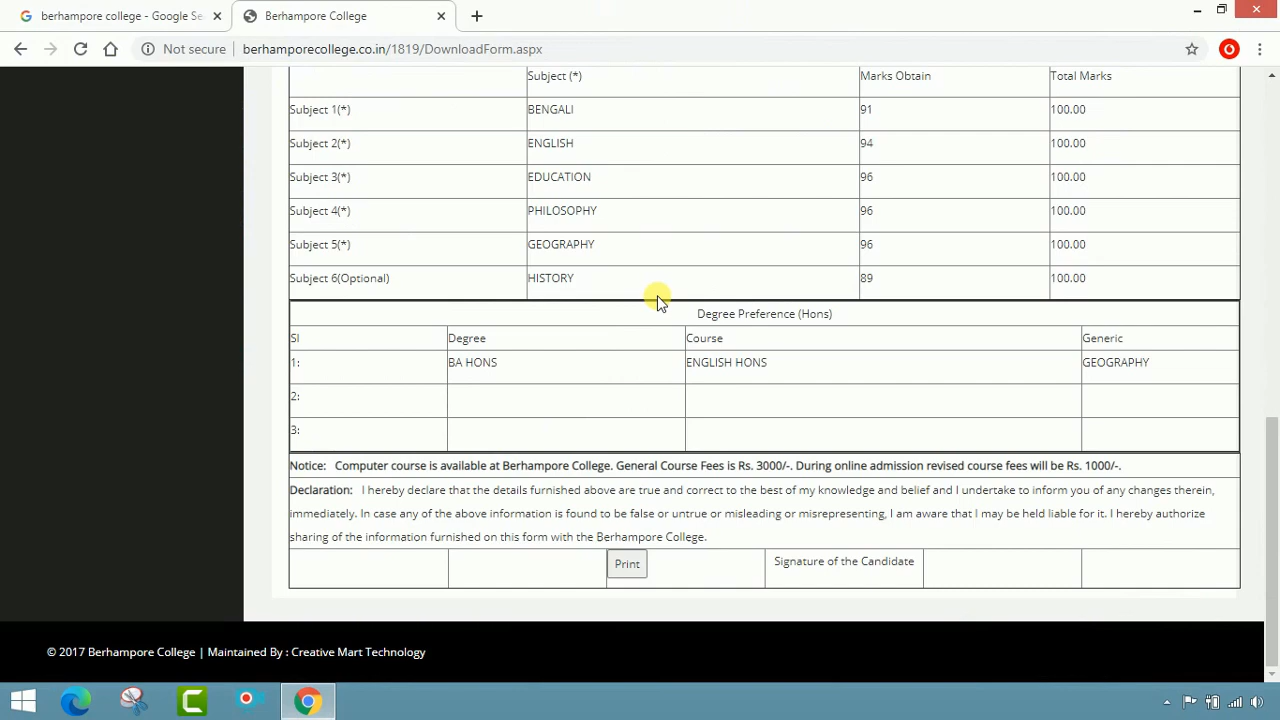 berhampore college - Google Se
Berhampore College
Not secure
berhamporecollege.co.in/1819/DownloadForm.aspx
Subject (*) Marks Obtain Total Marks
Subject 1(*) BENGALI 91 100.00
Subject 2(*) ENGLISH 94 100.00
Subject 3(*) EDUCATION 96 100.00
Subject 4(*) PHILOSOPHY 96 100.00
Subject 5(*) GEOGRAPHY 96 100.00
Subject 6(Optional) HISTORY 89 100.00
Degree Preference (Hons)
Sl Degree Course Generic
1: BA HONS ENGLISH HONS GEOGRAPHY
2:
3:
Notice: Computer course is available at Berhampore College. General Course Fees is Rs. 3000/-. During online admission revised course fees will be Rs. 1000/-.
Declaration: I hereby declare that the details furnished above are true and correct to the best of my knowledge and belief and I undertake to inform you of any changes therein,
immediately. In case any of the above information is found to be false or untrue or misleading or misrepresenting, I am aware that I may be held liable for it. I hereby authorize
sharing of the information furnished on this form with the Berhampore College.
Print Signature of the Candidate
© 2017 Berhampore College | Maintained By : Creative Mart Technology